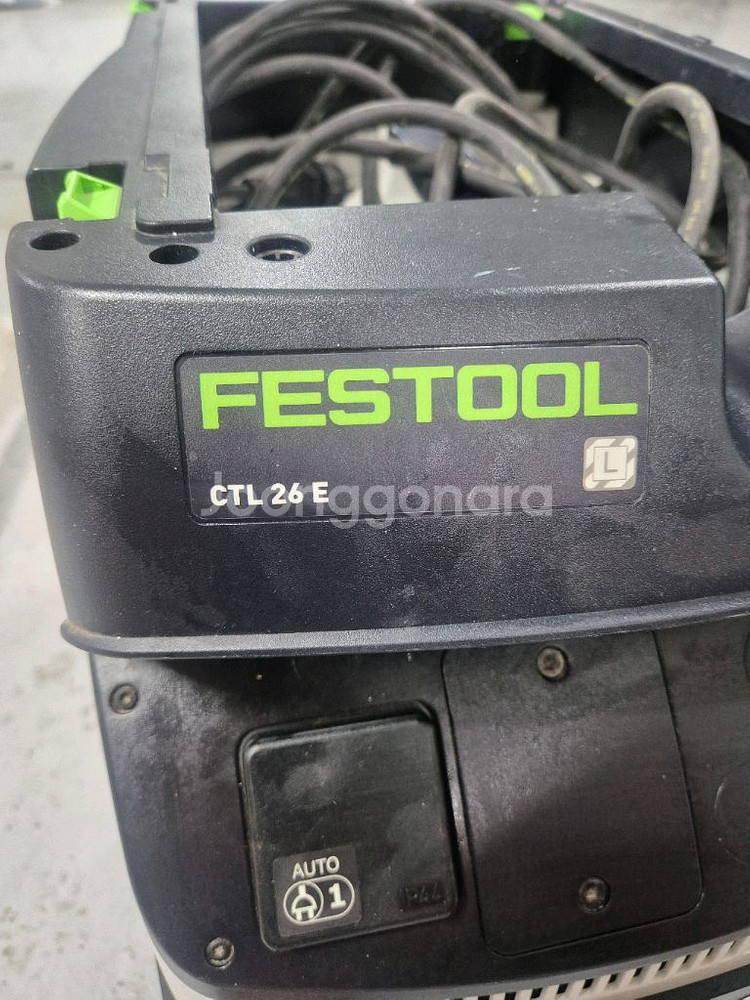 FESTOOL
L
CTL 26 E
Joonggonara
AUTO
1